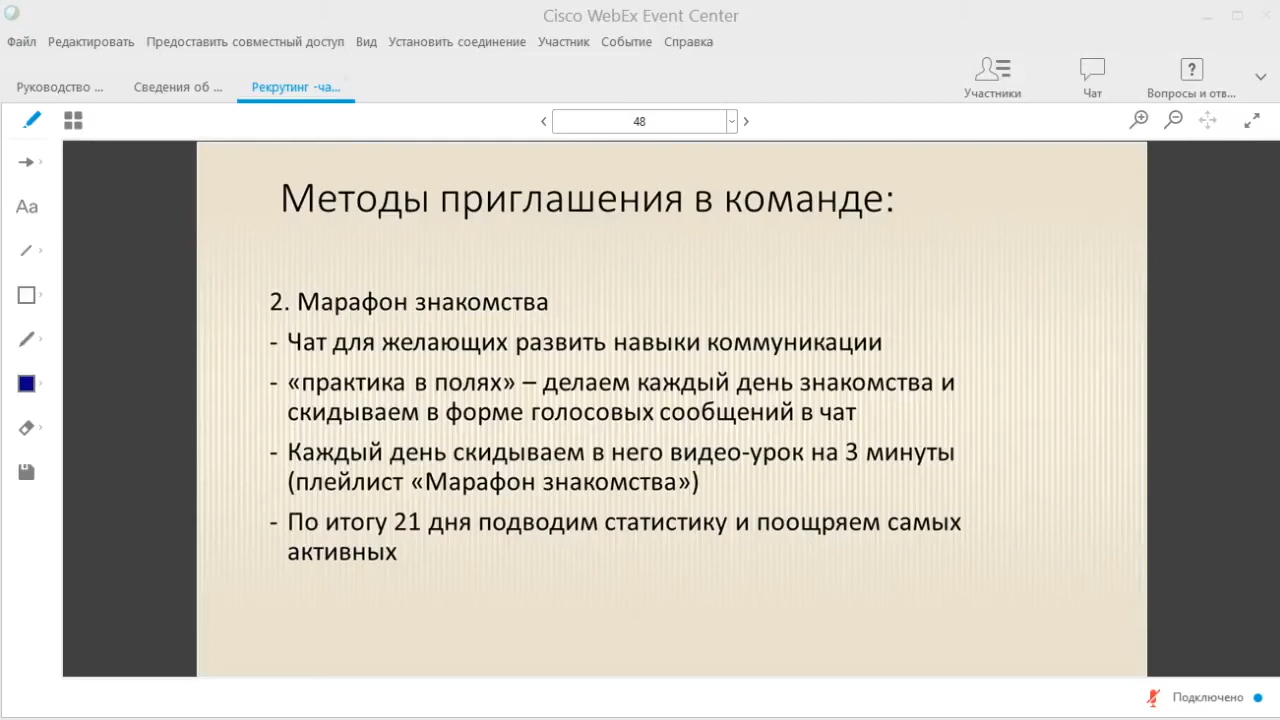 Cisco WebEx Event Center
Файл Редактировать Предоставить совместный доступ Вид Установить соединение Участник Событие Справка
Руководство ... Сведения об ... Рекрутинг -ча...
Участники Чат Вопросы и отв...
48
Aa
Методы приглашения в команде:
2. Марафон знакомства
- Чат для желающих развить навыки коммуникации
- «практика в полях» – делаем каждый день знакомства и
скидываем в форме голосовых сообщений в чат
- Каждый день скидываем в него видео-урок на 3 минуты
(плейлист «Марафон знакомства»)
- По итогу 21 дня подводим статистику и поощряем самых
активных
Подключено